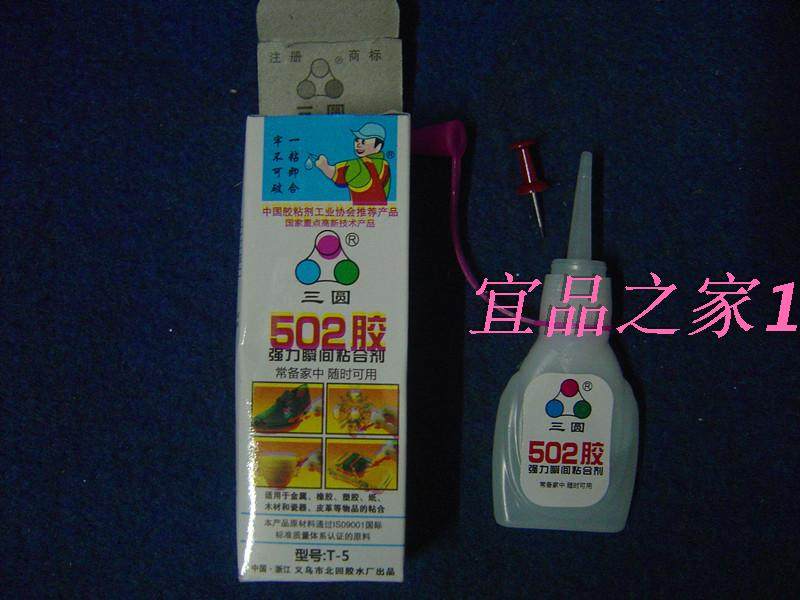 注册 ® 商标
三圆
一粘即合
牢不可破
®
中国胶粘剂工业协会推荐产品
国家重点高新技术产品
®
三圆
502胶
强力瞬间粘合剂
常备家中 随时可用
适用于金属、橡胶、塑胶、纸、
木材和瓷器、皮革等物品的粘合
本产品原材料通过ISO9001国际
标准质量体系认证的原料
型号:T-5
中国·浙江 义乌市北园胶水厂出品
宜品之家1
®
三圆
502胶
强力瞬间粘合剂
常备家中 随时可用